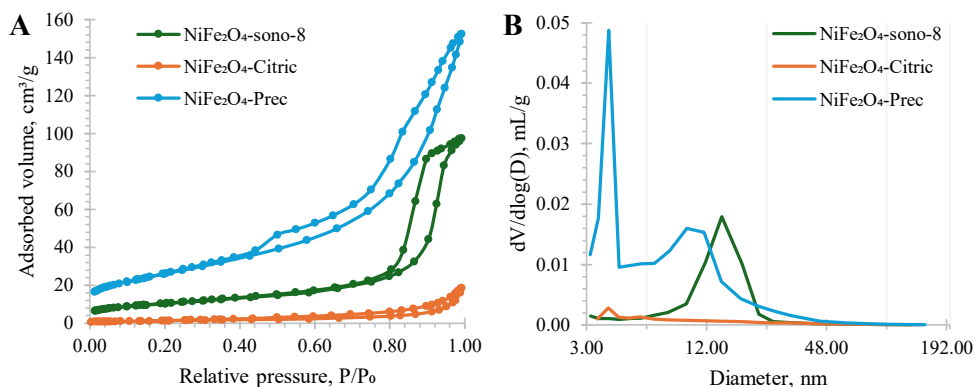 A
NiFe₂O₄-sono-8
NiFe₂O₄-Citric
NiFe₂O₄-Prec
Adsorbed volume, cm³/g
160
140
120
100
80
60
40
20
0
0.00 0.20 0.40 0.60 0.80 1.00
Relative pressure, P/P₀
B
NiFe₂O₄-sono-8
NiFe₂O₄-Citric
NiFe₂O₄-Prec
dV/dlog(D), mL/g
0.05
0.04
0.03
0.02
0.01
0.00
3.00 12.00 48.00 192.00
Diameter, nm